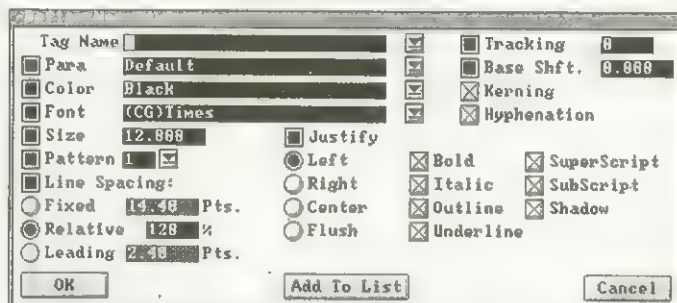 Tag Name
Para Default
Color Black
Font (CG)Times
Size 12.000
Pattern 1
Line Spacing:
Fixed 14.40 Pts.
Relative 120 %
Leading 2.40 Pts.
Justify
Left
Right
Center
Flush
Tracking 0
Base Shft. 0.000
Kerning
Hyphenation
Bold SuperScript
Italic SubScript
Outline Shadow
Underline
OK Add To List Cancel